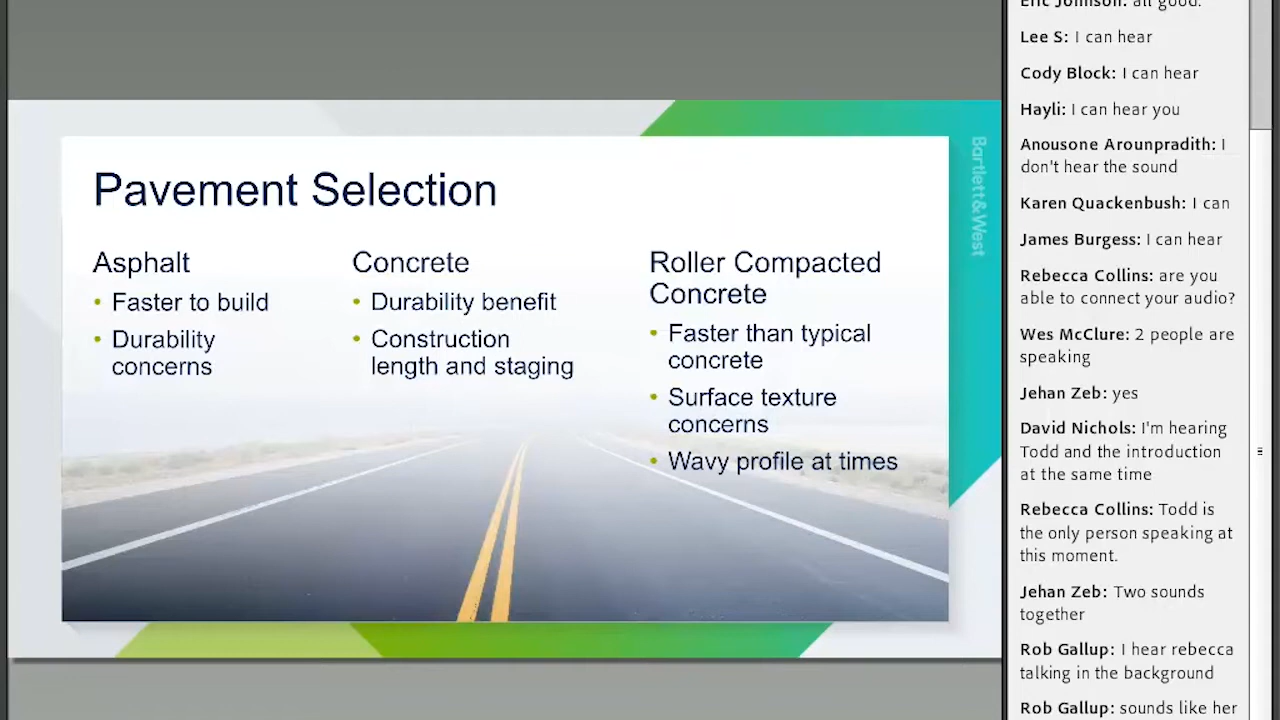 Pavement Selection
Asphalt
• Faster to build
• Durability
concerns
Concrete
• Durability benefit
• Construction
length and staging
Roller Compacted
Concrete
• Faster than typical
concrete
• Surface texture
concerns
• Wavy profile at times
Bartlett&West
Eric Johnson: all good.
Lee S: I can hear
Cody Block: I can hear
Hayli: I can hear you
Anousone Arounpradith: I
don't hear the sound
Karen Quackenbush: I can
James Burgess: I can hear
Rebecca Collins: are you
able to connect your audio?
Wes McClure: 2 people are
speaking
Jehan Zeb: yes
David Nichols: I'm hearing
Todd and the introduction
at the same time
Rebecca Collins: Todd is
the only person speaking at
this moment.
Jehan Zeb: Two sounds
together
Rob Gallup: I hear rebecca
talking in the background
Rob Gallup: sounds like her